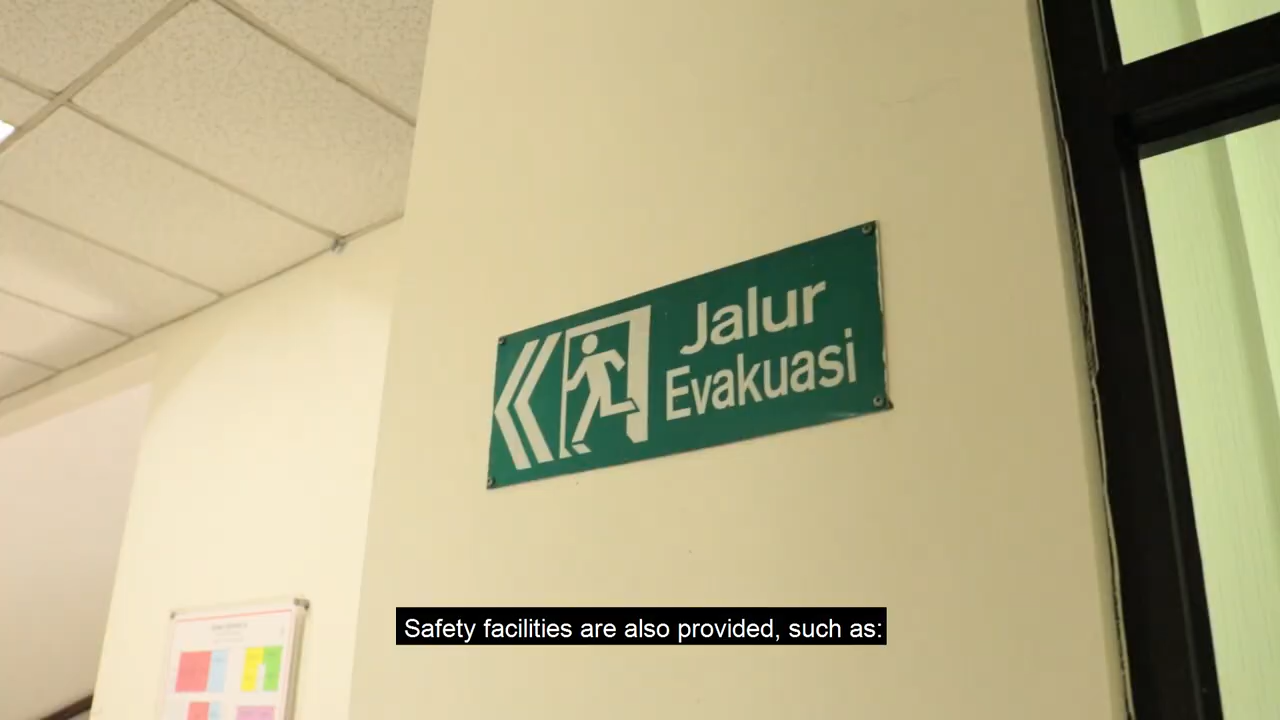 Jalur
Evakuasi
Safety facilities are also provided, such as: